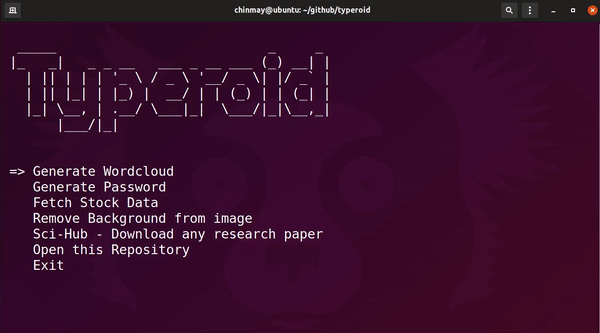 chinmay@ubuntu: ~/github/typeroid
Typeroid
=> Generate Wordcloud
Generate Password
Fetch Stock Data
Remove Background from image
Sci-Hub - Download any research paper
Open this Repository
Exit